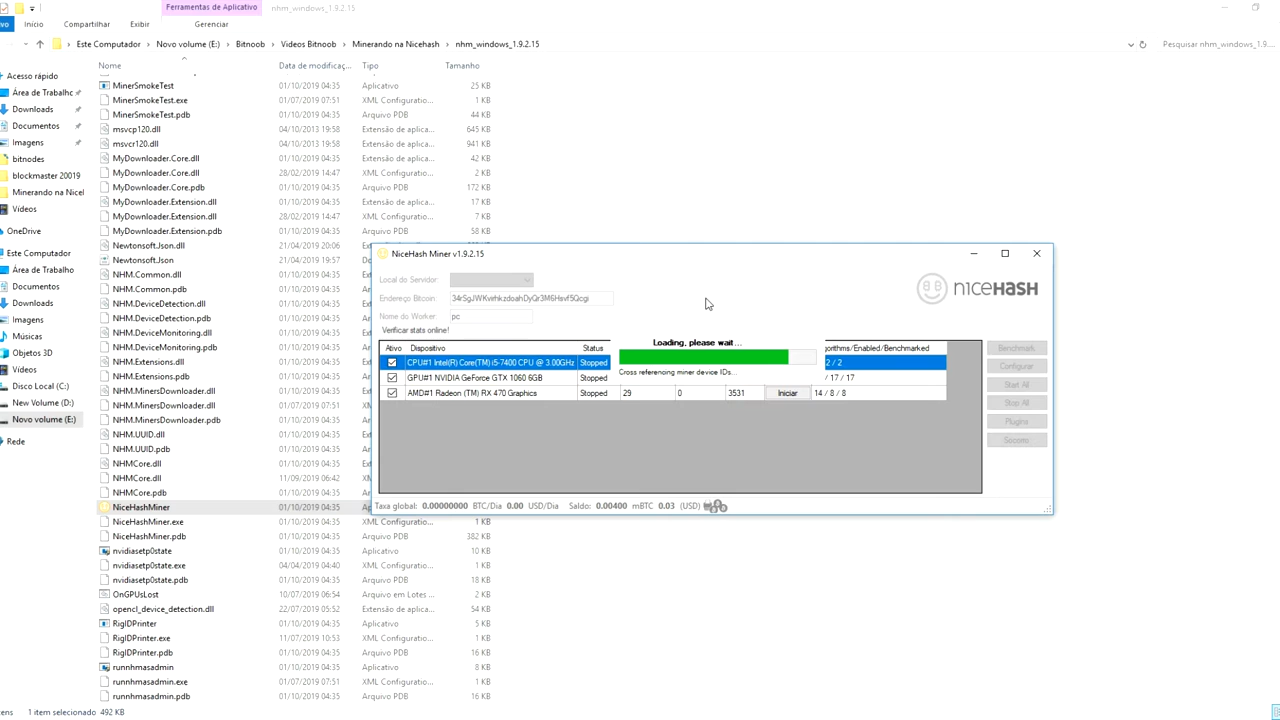 Ferramentas de Aplicativo nhm_windows_1.9.2.15
Início Compartilhar Exibir Gerenciar
Este Computador › Novo volume (E:) › Bitnoob › Videos Bitnoob › Minerando na Nicehash › nhm_windows_1.9.2.15
Pesquisar nhm_windows_1.9....
Acesso rápido
Área de Trabalhc
Downloads
Documentos
Imagens
bitnodes
blockmaster 20019
Minerando na Nicel
Vídeos
OneDrive
Este Computador
Área de Trabalho
Documentos
Downloads
Imagens
Músicas
Objetos 3D
Vídeos
Disco Local (C:)
New Volume (D:)
Novo volume (E:)
Rede
Nome Data de modificaç... Tipo Tamanho
MinerSmokeTest 01/10/2019 04:35 Aplicativo 25 KB
MinerSmokeTest.exe 01/07/2019 07:51 XML Configuratio... 1 KB
MinerSmokeTest.pdb 01/10/2019 04:35 Arquivo PDB 44 KB
msvcp120.dll 04/10/2013 19:58 Extensão de aplica... 645 KB
msvcr120.dll 04/10/2013 19:58 Extensão de aplica... 941 KB
MyDownloader.Core.dll 01/10/2019 04:35 Extensão de aplica... 42 KB
MyDownloader.Core.dll 28/02/2019 14:47 XML Configuratio... 2 KB
MyDownloader.Core.pdb 01/10/2019 04:35 Arquivo PDB 172 KB
MyDownloader.Extension.dll 01/10/2019 04:35 Extensão de aplica... 17 KB
MyDownloader.Extension.dll 28/02/2019 14:47 XML Configuratio... 7 KB
MyDownloader.Extension.pdb 01/10/2019 04:35 Arquivo PDB 58 KB
Newtonsoft.Json.dll 21/04/2019 20:06
Newtonsoft.Json 21/04/2019 19:57
NHM.Common.dll 01/10/2019 04:35
NHM.Common.pdb 01/10/2019 04:35
NHM.DeviceDetection.dll 01/10/2019 04:35
NHM.DeviceDetection.pdb 01/10/2019 04:35
NHM.DeviceMonitoring.dll 01/10/2019 04:35
NHM.DeviceMonitoring.pdb 01/10/2019 04:35
NHM.Extensions.dll 01/10/2019 04:35
NHM.Extensions.pdb 01/10/2019 04:35
NHM.MinersDownloader.dll 01/10/2019 04:35
NHM.MinersDownloader.dll 01/07/2019 07:51
NHM.MinersDownloader.pdb 01/10/2019 04:35
NHM.UUID.dll 01/10/2019 04:35
NHM.UUID.pdb 01/10/2019 04:35
NHMCore.dll 01/10/2019 04:35
NHMCore.dll 11/09/2019 06:42
NHMCore.pdb 01/10/2019 04:35
NiceHashMiner 01/10/2019 04:35
NiceHashMiner.exe 01/10/2019 04:35 XML Configuratio... 1 KB
NiceHashMiner.pdb 01/10/2019 04:35 Arquivo PDB 382 KB
nvidiasetp0state 01/10/2019 04:35 Aplicativo 10 KB
nvidiasetp0state.exe 04/04/2019 04:40 XML Configuratio... 1 KB
nvidiasetp0state.pdb 01/10/2019 04:35 Arquivo PDB 18 KB
OnGPUsLost 10/07/2019 06:54 Arquivo em Lotes ... 2 KB
opencl_device_detection.dll 22/07/2019 05:52 Extensão de aplica... 54 KB
RigIDPrinter 01/10/2019 04:35 Aplicativo 5 KB
RigIDPrinter.exe 11/07/2019 10:53 XML Configuratio... 1 KB
RigIDPrinter.pdb 01/10/2019 04:35 Arquivo PDB 16 KB
runnhmasadmin 01/10/2019 04:35 Aplicativo 8 KB
runnhmasadmin.exe 01/07/2019 07:51 XML Configuratio... 1 KB
runnhmasadmin.pdb 01/10/2019 04:35 Arquivo PDB 16 KB
1 item selecionado 492 KB
NiceHash Miner v1.9.2.15
Local do Servidor:
Endereço Bitcoin:
Nome do Worker: pc
Verificar stats online!
NICEHASH
Loading, please wait...
Cross referencing miner device IDs...
Ativo Dispositivo Status gorithms/Enabled/Benchmarked
CPU#1 Intel(R) Core(TM) i5-7400 CPU @ 3.00GHz Stopped 2 / 2
GPU#1 NVIDIA GeForce GTX 1060 6GB Stopped / 17 / 17
AMD#1 Radeon (TM) RX 470 Graphics Stopped 29 0 3531 Iniciar 14 / 8 / 8
Benchmark
Configurar
Start All
Stop All
Plugins
Taxa global: 0.00000000 BTC/Dia 0.00 USD/Dia Saldo: 0.00400 mBTC 0.03 (USD)